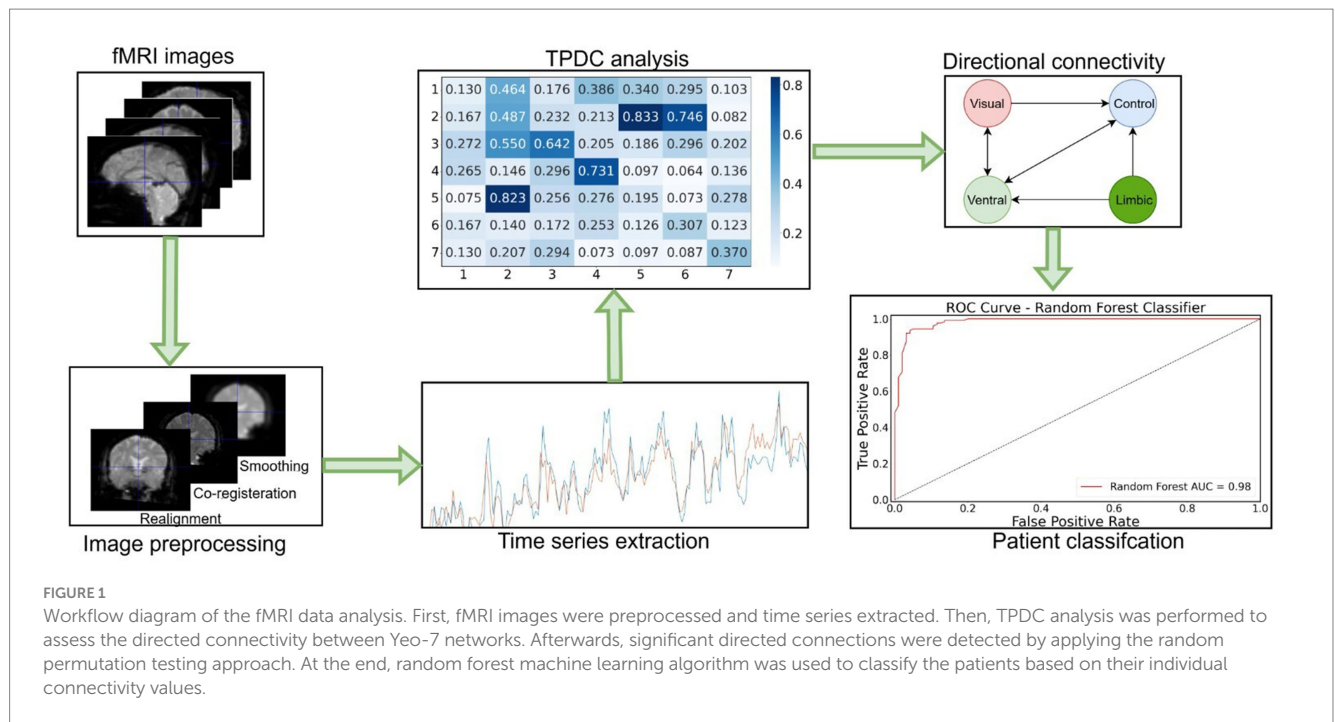 fMRI images
TPDC analysis
1 0.130 0.464 0.176 0.386 0.340 0.295 0.103
2 0.167 0.487 0.232 0.213 0.833 0.746 0.082
3 0.272 0.550 0.642 0.205 0.186 0.296 0.202
4 0.265 0.146 0.296 0.731 0.097 0.064 0.136
5 0.075 0.823 0.256 0.276 0.195 0.073 0.278
6 0.167 0.140 0.172 0.253 0.126 0.307 0.123
7 0.130 0.207 0.294 0.073 0.097 0.087 0.370
1 2 3 4 5 6 7
0.8
0.6
0.4
0.2
Directional connectivity
Visual
Control
Ventral
Limbic
Smoothing
Co-registeration
Realignment
Image preprocessing
Time series extraction
ROC Curve - Random Forest Classifier
True Positive Rate
1.0
0.8
0.6
0.4
0.2
0.0
Random Forest AUC = 0.98
0.0 0.2 0.4 0.6 0.8 1.0
False Positive Rate
Patient classifcation
FIGURE 1
Workflow diagram of the fMRI data analysis. First, fMRI images were preprocessed and time series extracted. Then, TPDC analysis was performed to
assess the directed connectivity between Yeo-7 networks. Afterwards, significant directed connections were detected by applying the random
permutation testing approach. At the end, random forest machine learning algorithm was used to classify the patients based on their individual
connectivity values.